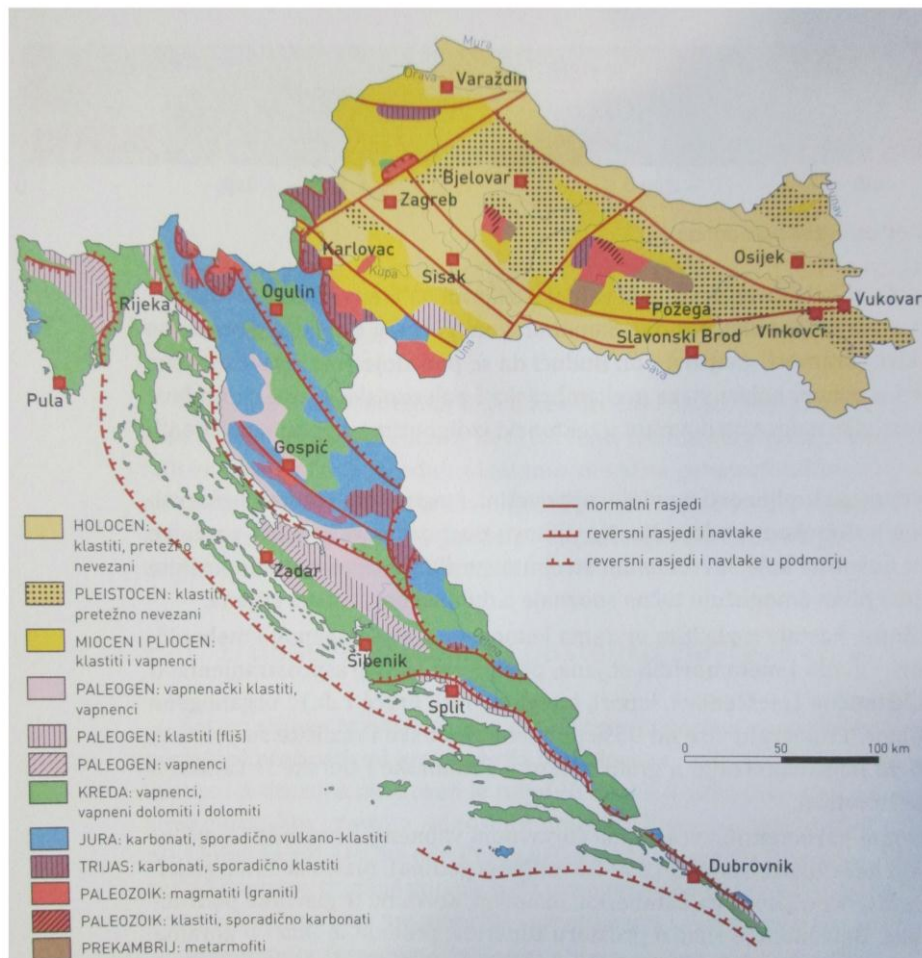 Mura
Drava
Varaždin
Bjelovar
Zagreb
Dunav
Karlovac
Kupa
Sisak
Osijek
Rijeka
Ogulin
Požega
Vukovar
Vinkovci
Slavonski Brod
Una
Sava
Pula
Gospić
normalni rasjedi
reversni rasjedi i navlake
reversni rasjedi i navlake u podmorju
HOLOCEN:
klastiti, pretežno
nevezani
Zadar
PLEISTOCEN: klastiti,
pretežno nevezani
MIOCEN I PLIOCEN:
klastiti i vapnenci
Cetina
Šibenik
PALEOGEN: vapnenački klastiti,
vapnenci
Split
PALEOGEN: klastiti (fliš)
0 50 100 km
PALEOGEN: vapnenci
KREDA: vapnenci,
vapneni dolomiti i dolomiti
JURA: karbonati, sporadično vulkano-klastiti
TRIJAS: karbonati, sporadično klastiti
Dubrovnik
PALEOZOIK: magmatiti (graniti)
PALEOZOIK: klastiti, sporadično karbonati
PREKAMBRIJ: metarmofiti